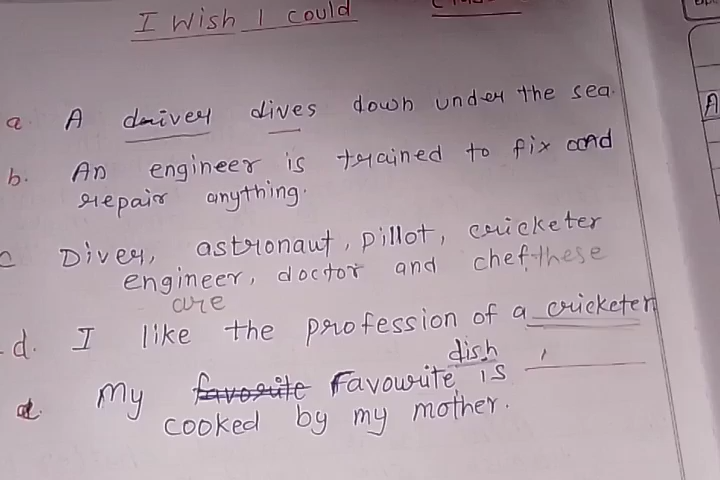 I Wish I could
a A driver dives down under the sea.
b. An engineer is trained to fix and
repair anything.
c Diver, astronaut, pillot, cricketer
engineer, doctor and chef these
are
d. I like the profession of a cricketer
dish
d. My favorite Favourite is
cooked by my mother.